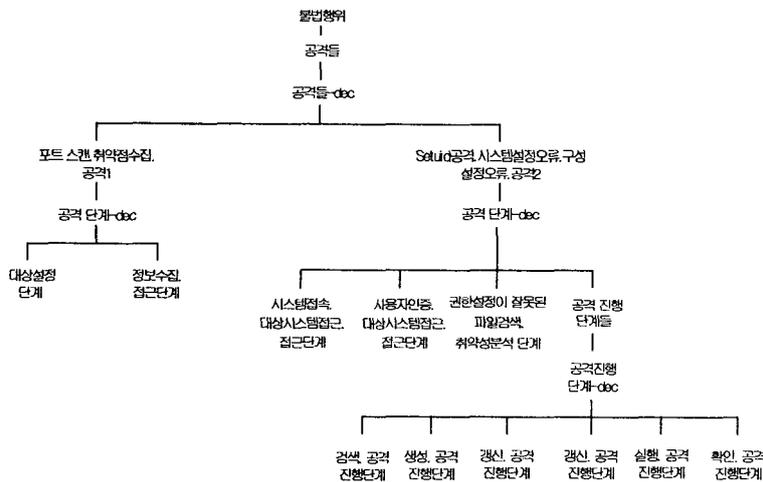 불법행위
공격들
공격들-dec
포트 스캔, 취약점수집,
공격1
Setuid공격, 시스템설정오류, 구성
설정오류, 공격2
공격 단계-dec
공격 단계-dec
대상설정
단계
정보수집,
접근단계
시스템접속,
대상시스템접근,
접근단계
사용자인증,
대상시스템접근,
접근단계
권한설정이 잘못된
파일검색,
취약성분석 단계
공격 진행
단계들
공격진행
단계-dec
검색, 공격
진행단계
생성, 공격
진행단계
갱신, 공격
진행단계
갱신, 공격
진행단계
실행, 공격
진행단계
확인, 공격
진행단계